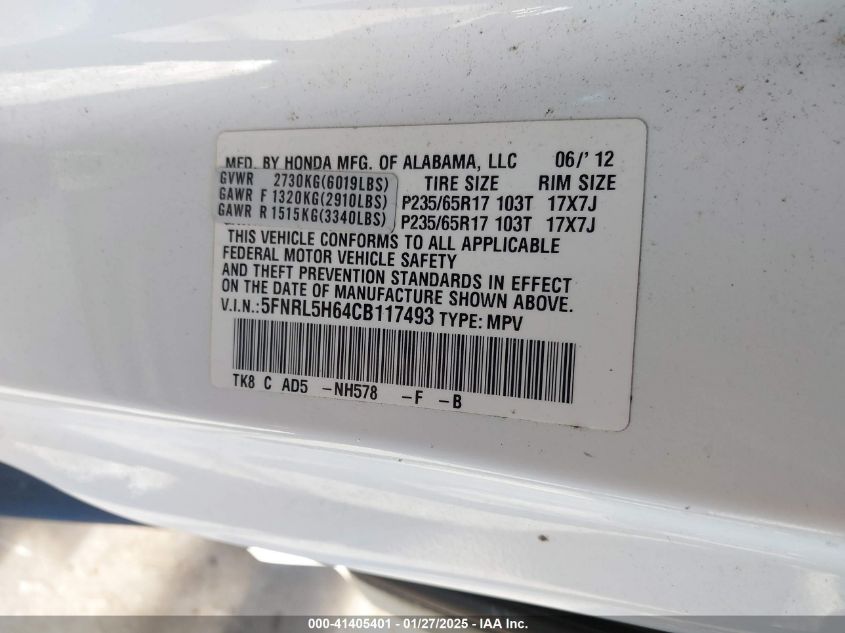 MFD. BY HONDA MFG. OF ALABAMA, LLC 06/'12
GVWR 2730KG(6019LBS) TIRE SIZE RIM SIZE
GAWR F 1320KG(2910LBS) P235/65R17 103T 17X7J
GAWR R 1515KG(3340LBS) P235/65R17 103T 17X7J
THIS VEHICLE CONFORMS TO ALL APPLICABLE
FEDERAL MOTOR VEHICLE SAFETY
AND THEFT PREVENTION STANDARDS IN EFFECT
ON THE DATE OF MANUFACTURE SHOWN ABOVE.
V.I.N.:5FNRL5H64CB117493 TYPE: MPV
TK8 C AD5 -NH578 -F -B
000-41405401 - 01/27/2025 - IAA Inc.